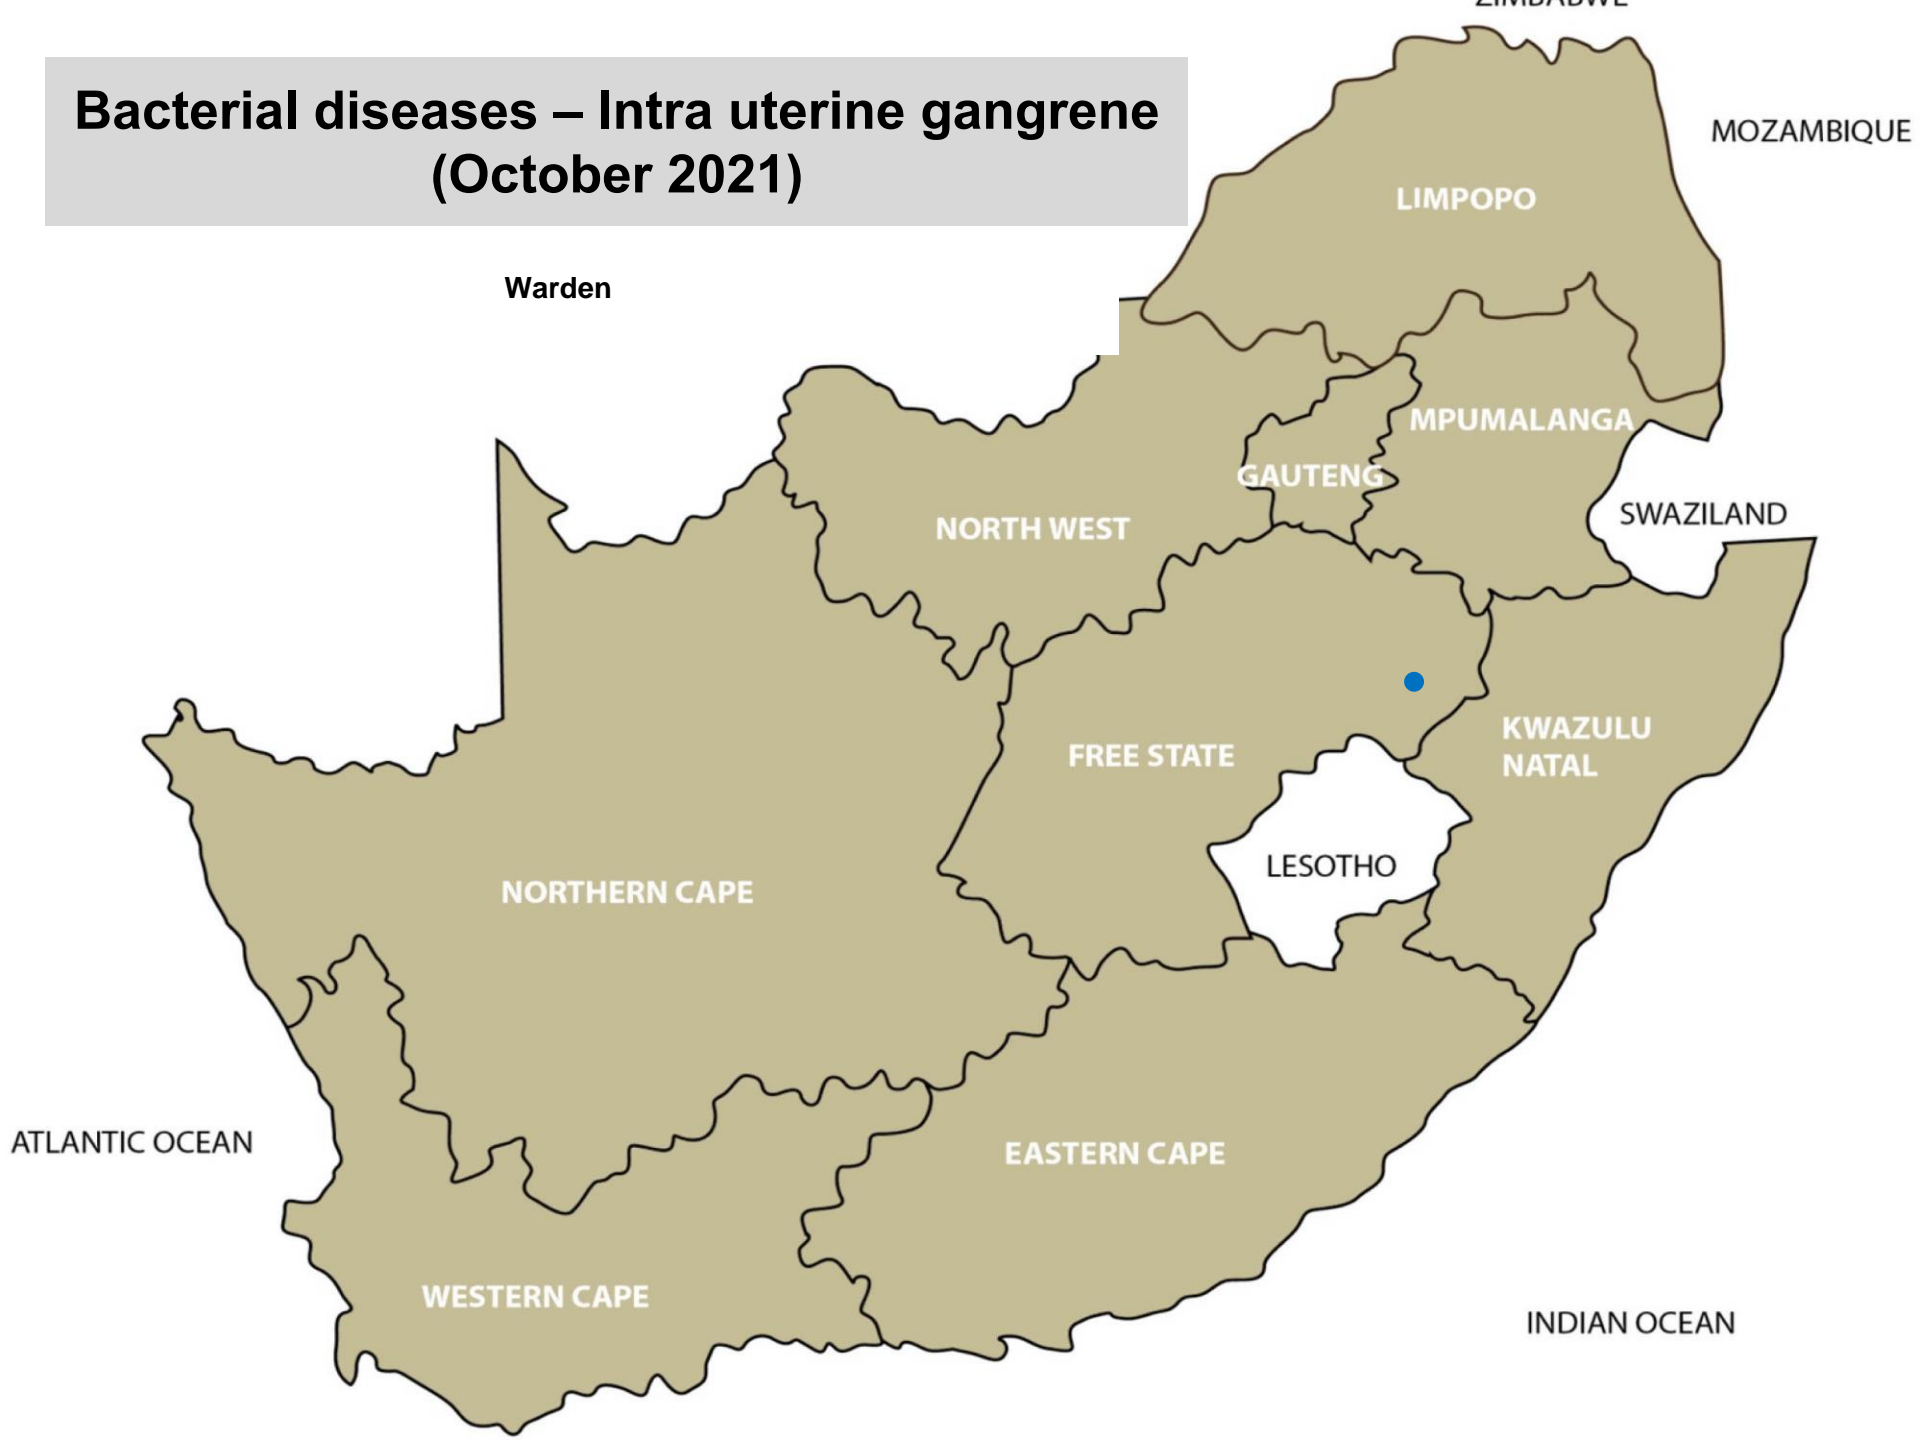 ZIMBABWE
Bacterial diseases – Intra uterine gangrene
(October 2021)
MOZAMBIQUE
LIMPOPO
Warden
MPUMALANGA
GAUTENG
SWAZILAND
NORTH WEST
KWAZULU
NATAL
FREE STATE
LESOTHO
NORTHERN CAPE
ATLANTIC OCEAN
EASTERN CAPE
WESTERN CAPE
INDIAN OCEAN